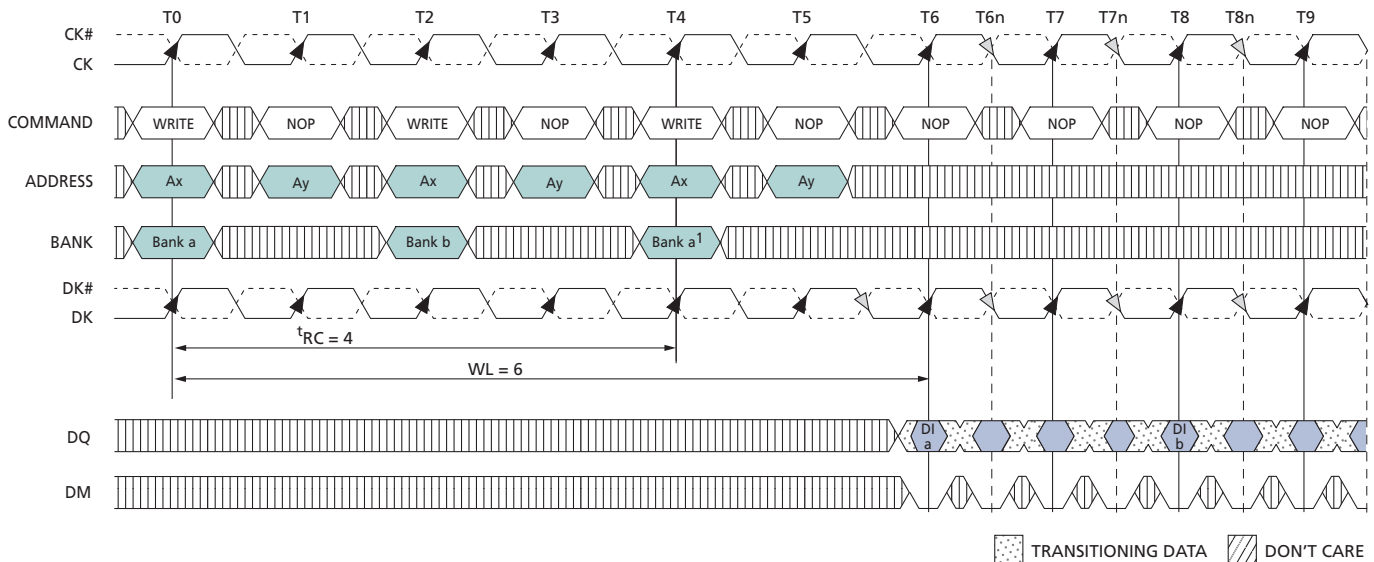 T0 T1 T2 T3 T4 T5 T6 T6n T7 T7n T8 T8n T9
CK#
CK
COMMAND WRITE NOP WRITE NOP WRITE NOP NOP NOP NOP NOP
ADDRESS Ax Ay Ax Ay Ax Ay
BANK Bank a Bank b Bank a1
DK#
DK
tRC = 4
WL = 6
DQ DI a DI b
DM
TRANSITIONING DATA DON'T CARE